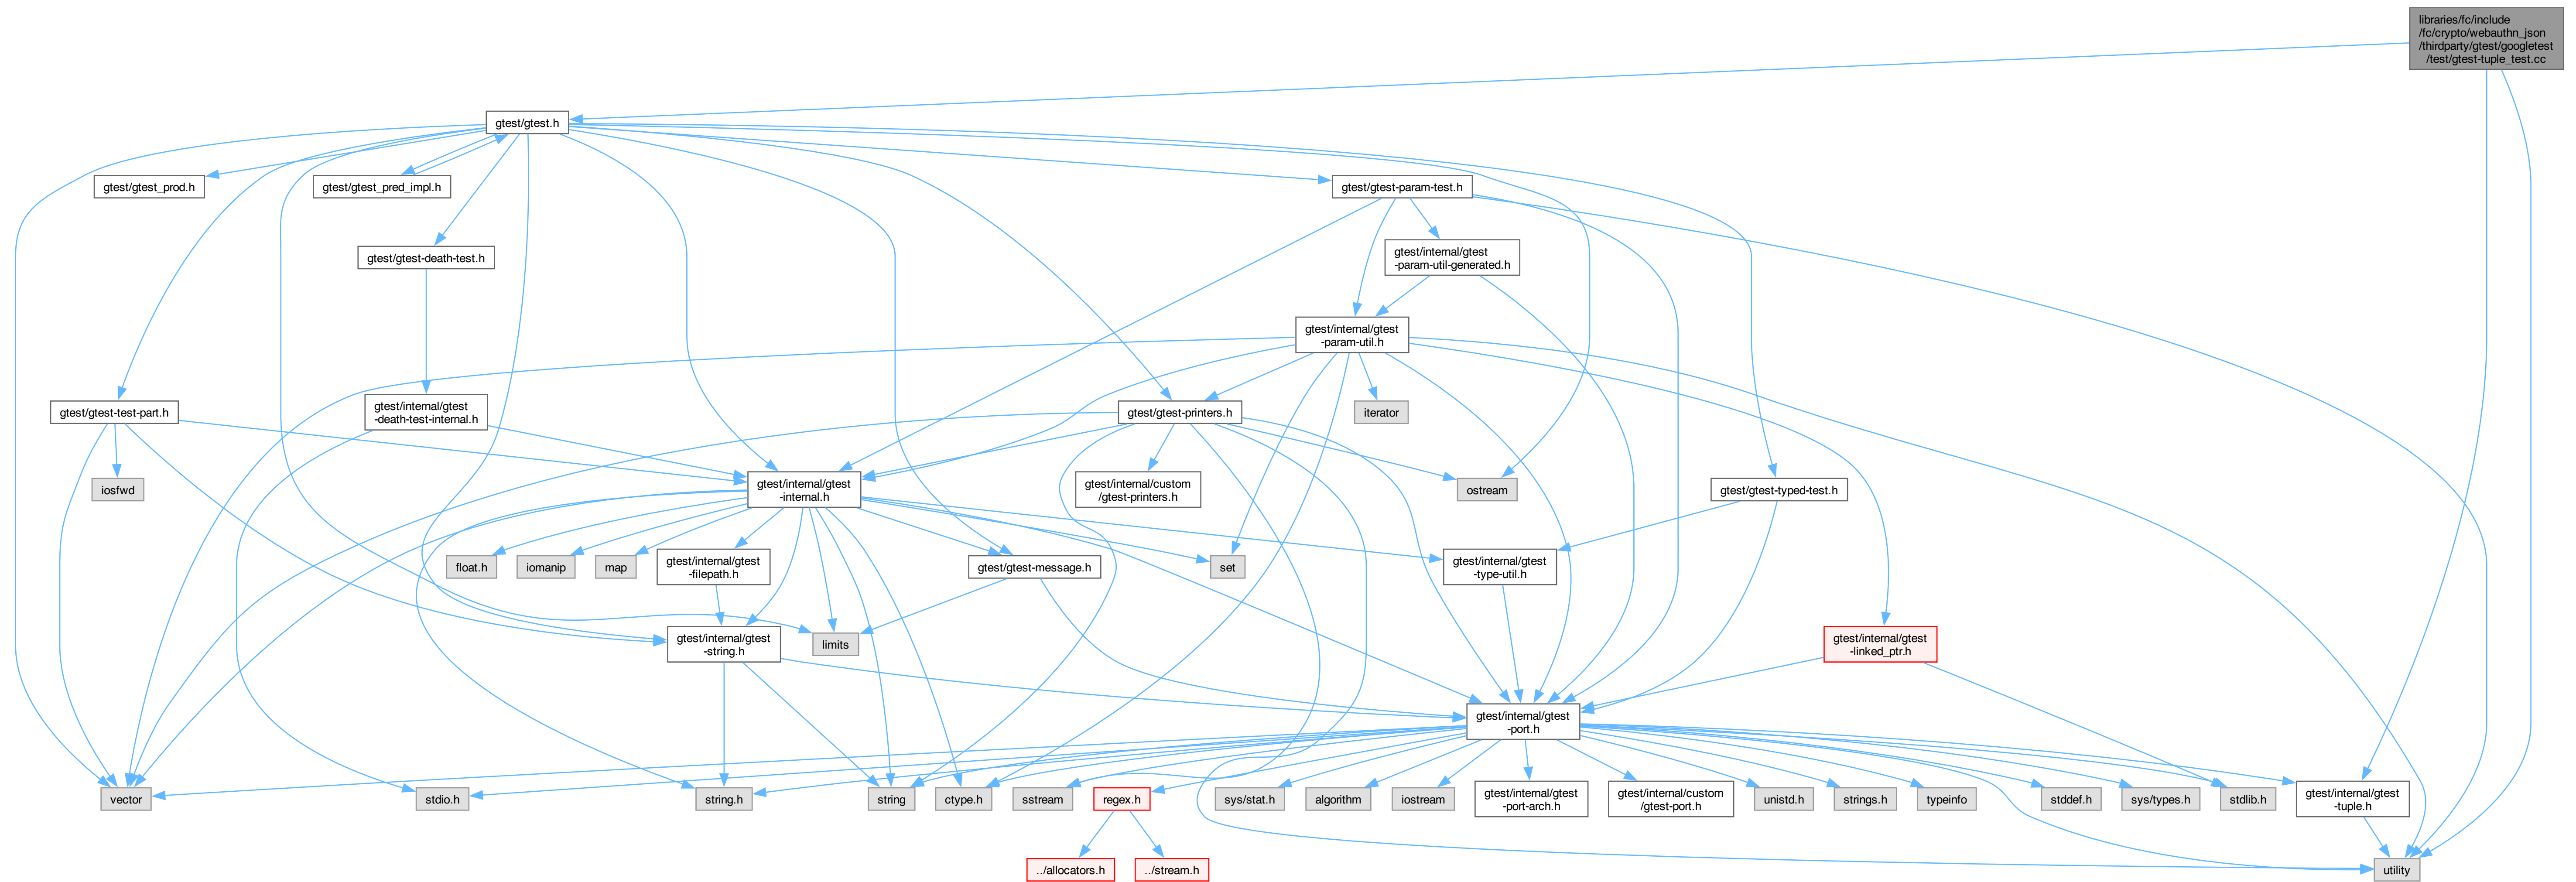 libraries/fc/include
/fc/crypto/webauthn_json
/thirdparty/gtest/googletest
/test/gtest-tuple_test.cc
gtest/gtest.h
gtest/gtest_prod.h
gtest/gtest_pred_impl.h
gtest/gtest-param-test.h
gtest/gtest-death-test.h
gtest/internal/gtest
-param-util-generated.h
gtest/internal/gtest
-param-util.h
gtest/gtest-test-part.h
gtest/internal/gtest
-death-test-internal.h
gtest/gtest-printers.h
iterator
iosfwd
gtest/internal/gtest
-internal.h
gtest/internal/custom
/gtest-printers.h
ostream
gtest/gtest-typed-test.h
float.h
iomanip
map
gtest/internal/gtest
-filepath.h
gtest/gtest-message.h
set
gtest/internal/gtest
-type-util.h
gtest/internal/gtest
-string.h
limits
gtest/internal/gtest
-linked_ptr.h
gtest/internal/gtest
-port.h
vector
stdio.h
string.h
string
ctype.h
sstream
regex.h
sys/stat.h
algorithm
iostream
gtest/internal/gtest
-port-arch.h
gtest/internal/custom
/gtest-port.h
unistd.h
strings.h
typeinfo
stddef.h
sys/types.h
stdlib.h
gtest/internal/gtest
-tuple.h
../allocators.h
../stream.h
utility